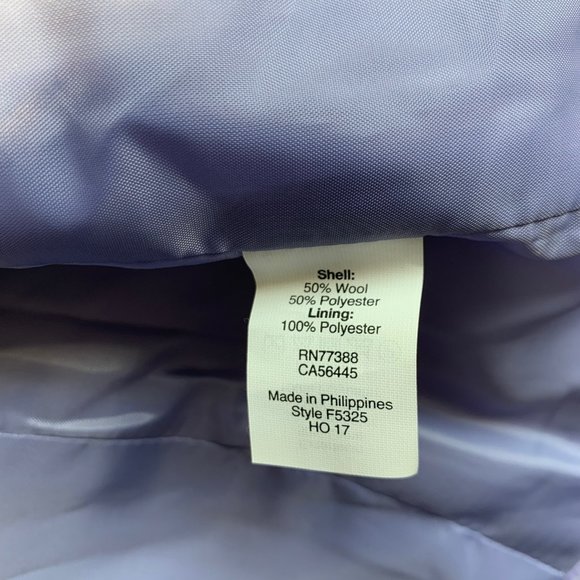 Shell:
50% Wool
50% Polyester
Lining:
100% Polyester
RN77388
CA56445
Made in Philippines
Style F5325
HO 17